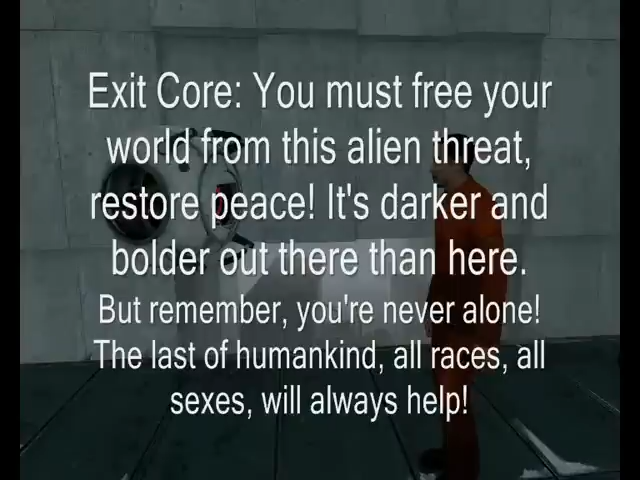 Exit Core: You must free your
world from this alien threat,
restore peace! It's darker and
bolder out there than here.
But remember, you're never alone!
The last of humankind, all races, all
sexes, will always help!